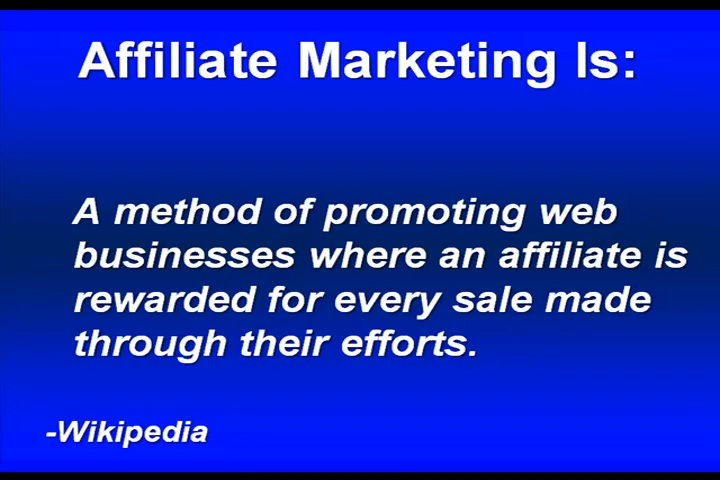 Affiliate Marketing Is:
A method of promoting web
businesses where an affiliate is
rewarded for every sale made
through their efforts.
-Wikipedia